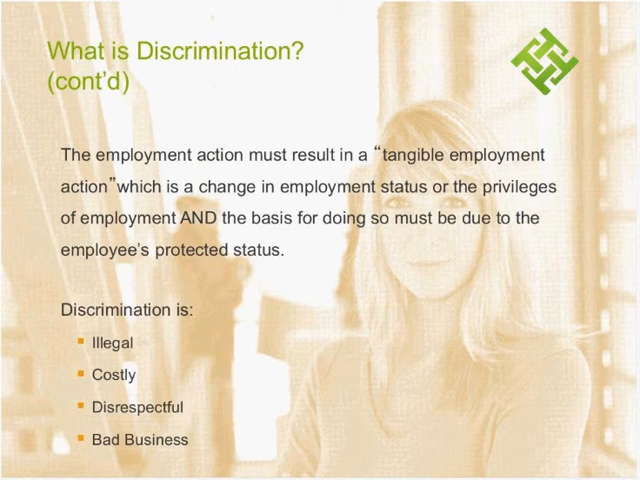 What is Discrimination?
(cont’d)
The employment action must result in a “tangible employment
action”which is a change in employment status or the privileges
of employment AND the basis for doing so must be due to the
employee’s protected status.
Discrimination is:
Illegal
Costly
Disrespectful
Bad Business